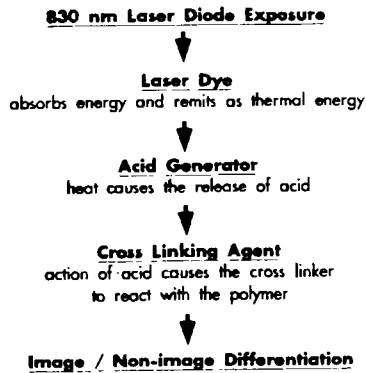 830 nm Laser Diode Exposure
Laser Dye
absorbs energy and remits as thermal energy
Acid Generator
heat causes the release of acid
Cross Linking Agent
action of acid causes the cross linker
to react with the polymer
Image / Non-image Differentiation